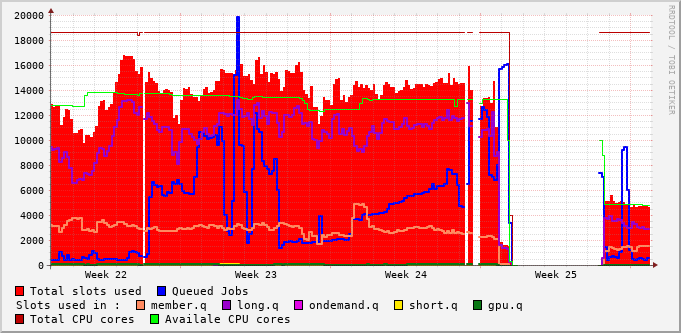 20000
18000
16000
14000
12000
10000
8000
6000
4000
2000
0
Week 22 Week 23 Week 24 Week 25
RRDTOOL / TOBI OETIKER
Total slots used Queued Jobs
Slots used in : member.q long.q ondemand.q short.q gpu.q
Total CPU cores Availale CPU cores